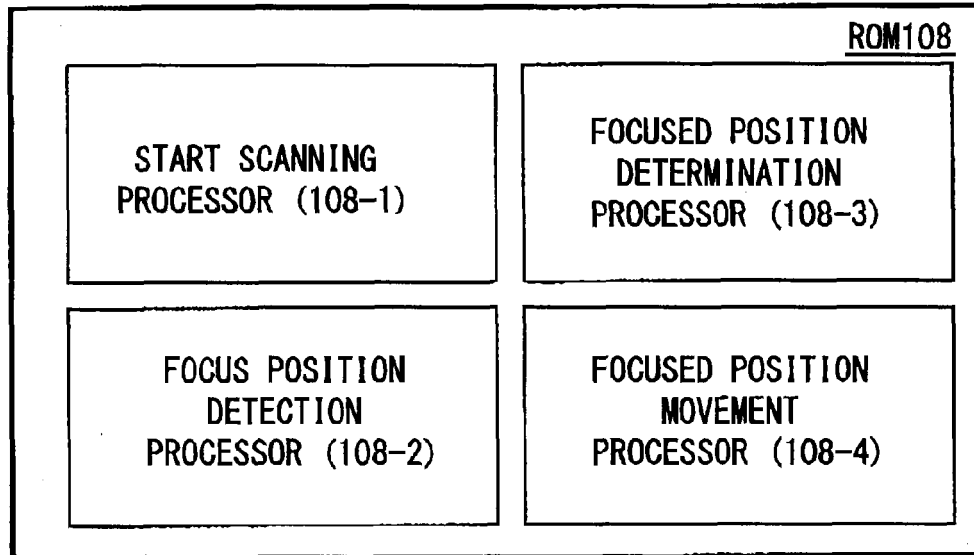 ROM108
START SCANNING
PROCESSOR (108-1)
FOCUSED POSITION
DETERMINATION
PROCESSOR (108-3)
FOCUS POSITION
DETECTION
PROCESSOR (108-2)
FOCUSED POSITION
MOVEMENT
PROCESSOR (108-4)